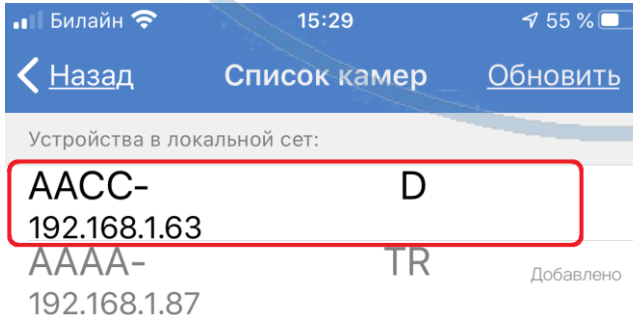 Билайн 15:29 55 %
Назад Список камер Обновить
Устройства в локальной сет:
AACC- D
192.168.1.63
AAAA- TR Добавлено
192.168.1.87